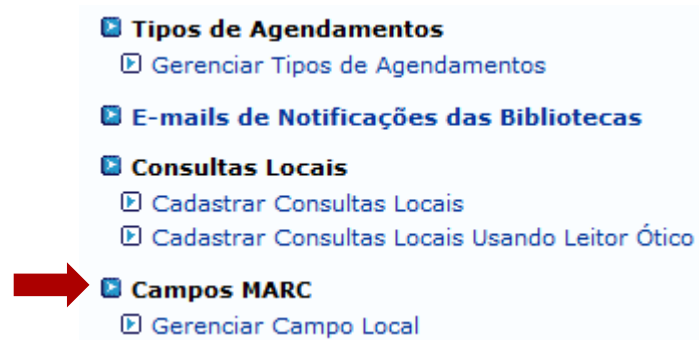 Tipos de Agendamentos
Gerenciar Tipos de Agendamentos
E-mails de Notificações das Bibliotecas
Consultas Locais
Cadastrar Consultas Locais
Cadastrar Consultas Locais Usando Leitor Ótico
Campos MARC
Gerenciar Campo Local